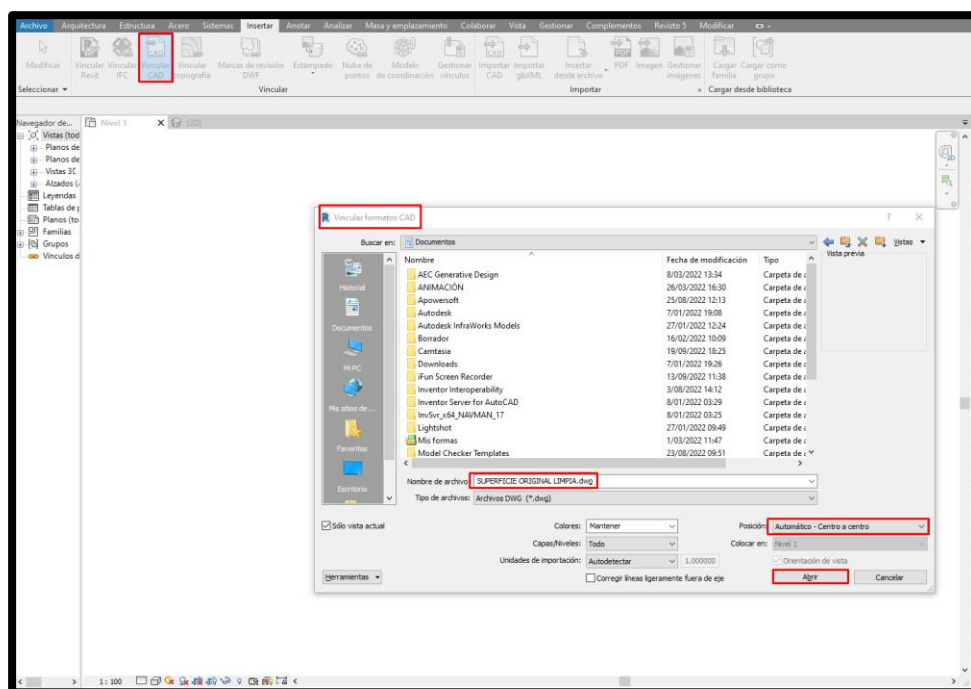 Archivo Arquitectura Estructura Acero Sistemas Insertar Anotar Analizar Masa y emplazamiento Colaborar Vista Gestionar Complementos Revizto 5 Modificar
Modificar
Vincular Revit
Vincular IFC
Vincular CAD
Vincular topografía
Marcas de revisión DWF
Estampado
Nube de puntos
Modelo de coordinación
Gestionar vínculos
Importar CAD
Importar gbXML
Insertar desde archivo
PDF
Imagen
Gestionar imágenes
Cargar familia
Cargar como grupo
Seleccionar
Vincular
Importar
Cargar desde biblioteca
Navegador de...
Nivel 1
{3D}
Vistas (tod
Planos de
Planos de
Vistas 3D
Alzados (
Leyendas
Tablas de
Planos (to
Familias
Grupos
Vínculos d
Vincular formatos CAD
Buscar en: Documentos
Vistas
Nombre Fecha de modificación Tipo
Vista previa
AEC Generative Design 8/03/2022 13:34 Carpeta de
ANIMACIÓN 26/03/2022 16:30 Carpeta de
Apowersoft 25/08/2022 12:13 Carpeta de
Autodesk 7/01/2022 19:08 Carpeta de
Autodesk InfraWorks Models 27/01/2022 12:24 Carpeta de
Borrador 16/02/2022 10:09 Carpeta de
Camtasia 19/09/2022 18:25 Carpeta de
Downloads 7/01/2022 19:26 Carpeta de
iFun Screen Recorder 13/09/2022 11:38 Carpeta de
Inventor Interoperability 3/08/2022 14:12 Carpeta de
Inventor Server for AutoCAD 8/01/2022 03:29 Carpeta de
InvSvr_x64_NAVMAN_17 8/01/2022 03:25 Carpeta de
Lightshot 27/01/2022 09:49 Carpeta de
Mis formas 1/03/2022 11:47 Carpeta de
Model Checker Templates 23/08/2022 09:51 Carpeta de
Historial
Documentos
Mi PC
Mis sitios de...
Favoritos
Escritorio
Nombre de archivo: SUPERFICIE ORIGINAL LIMPIA.dwg
Tipo de archivos: Archivos DWG (*.dwg)
Sólo vista actual
Colores: Mantener
Posición: Automático - Centro a centro
Capas/Niveles: Todo
Colocar en: Nivel 1
Unidades de importación: Autodetectar 1.000000
Orientación de vista
Corregir líneas ligeramente fuera de eje
Herramientas
Abrir
Cancelar
1 : 100